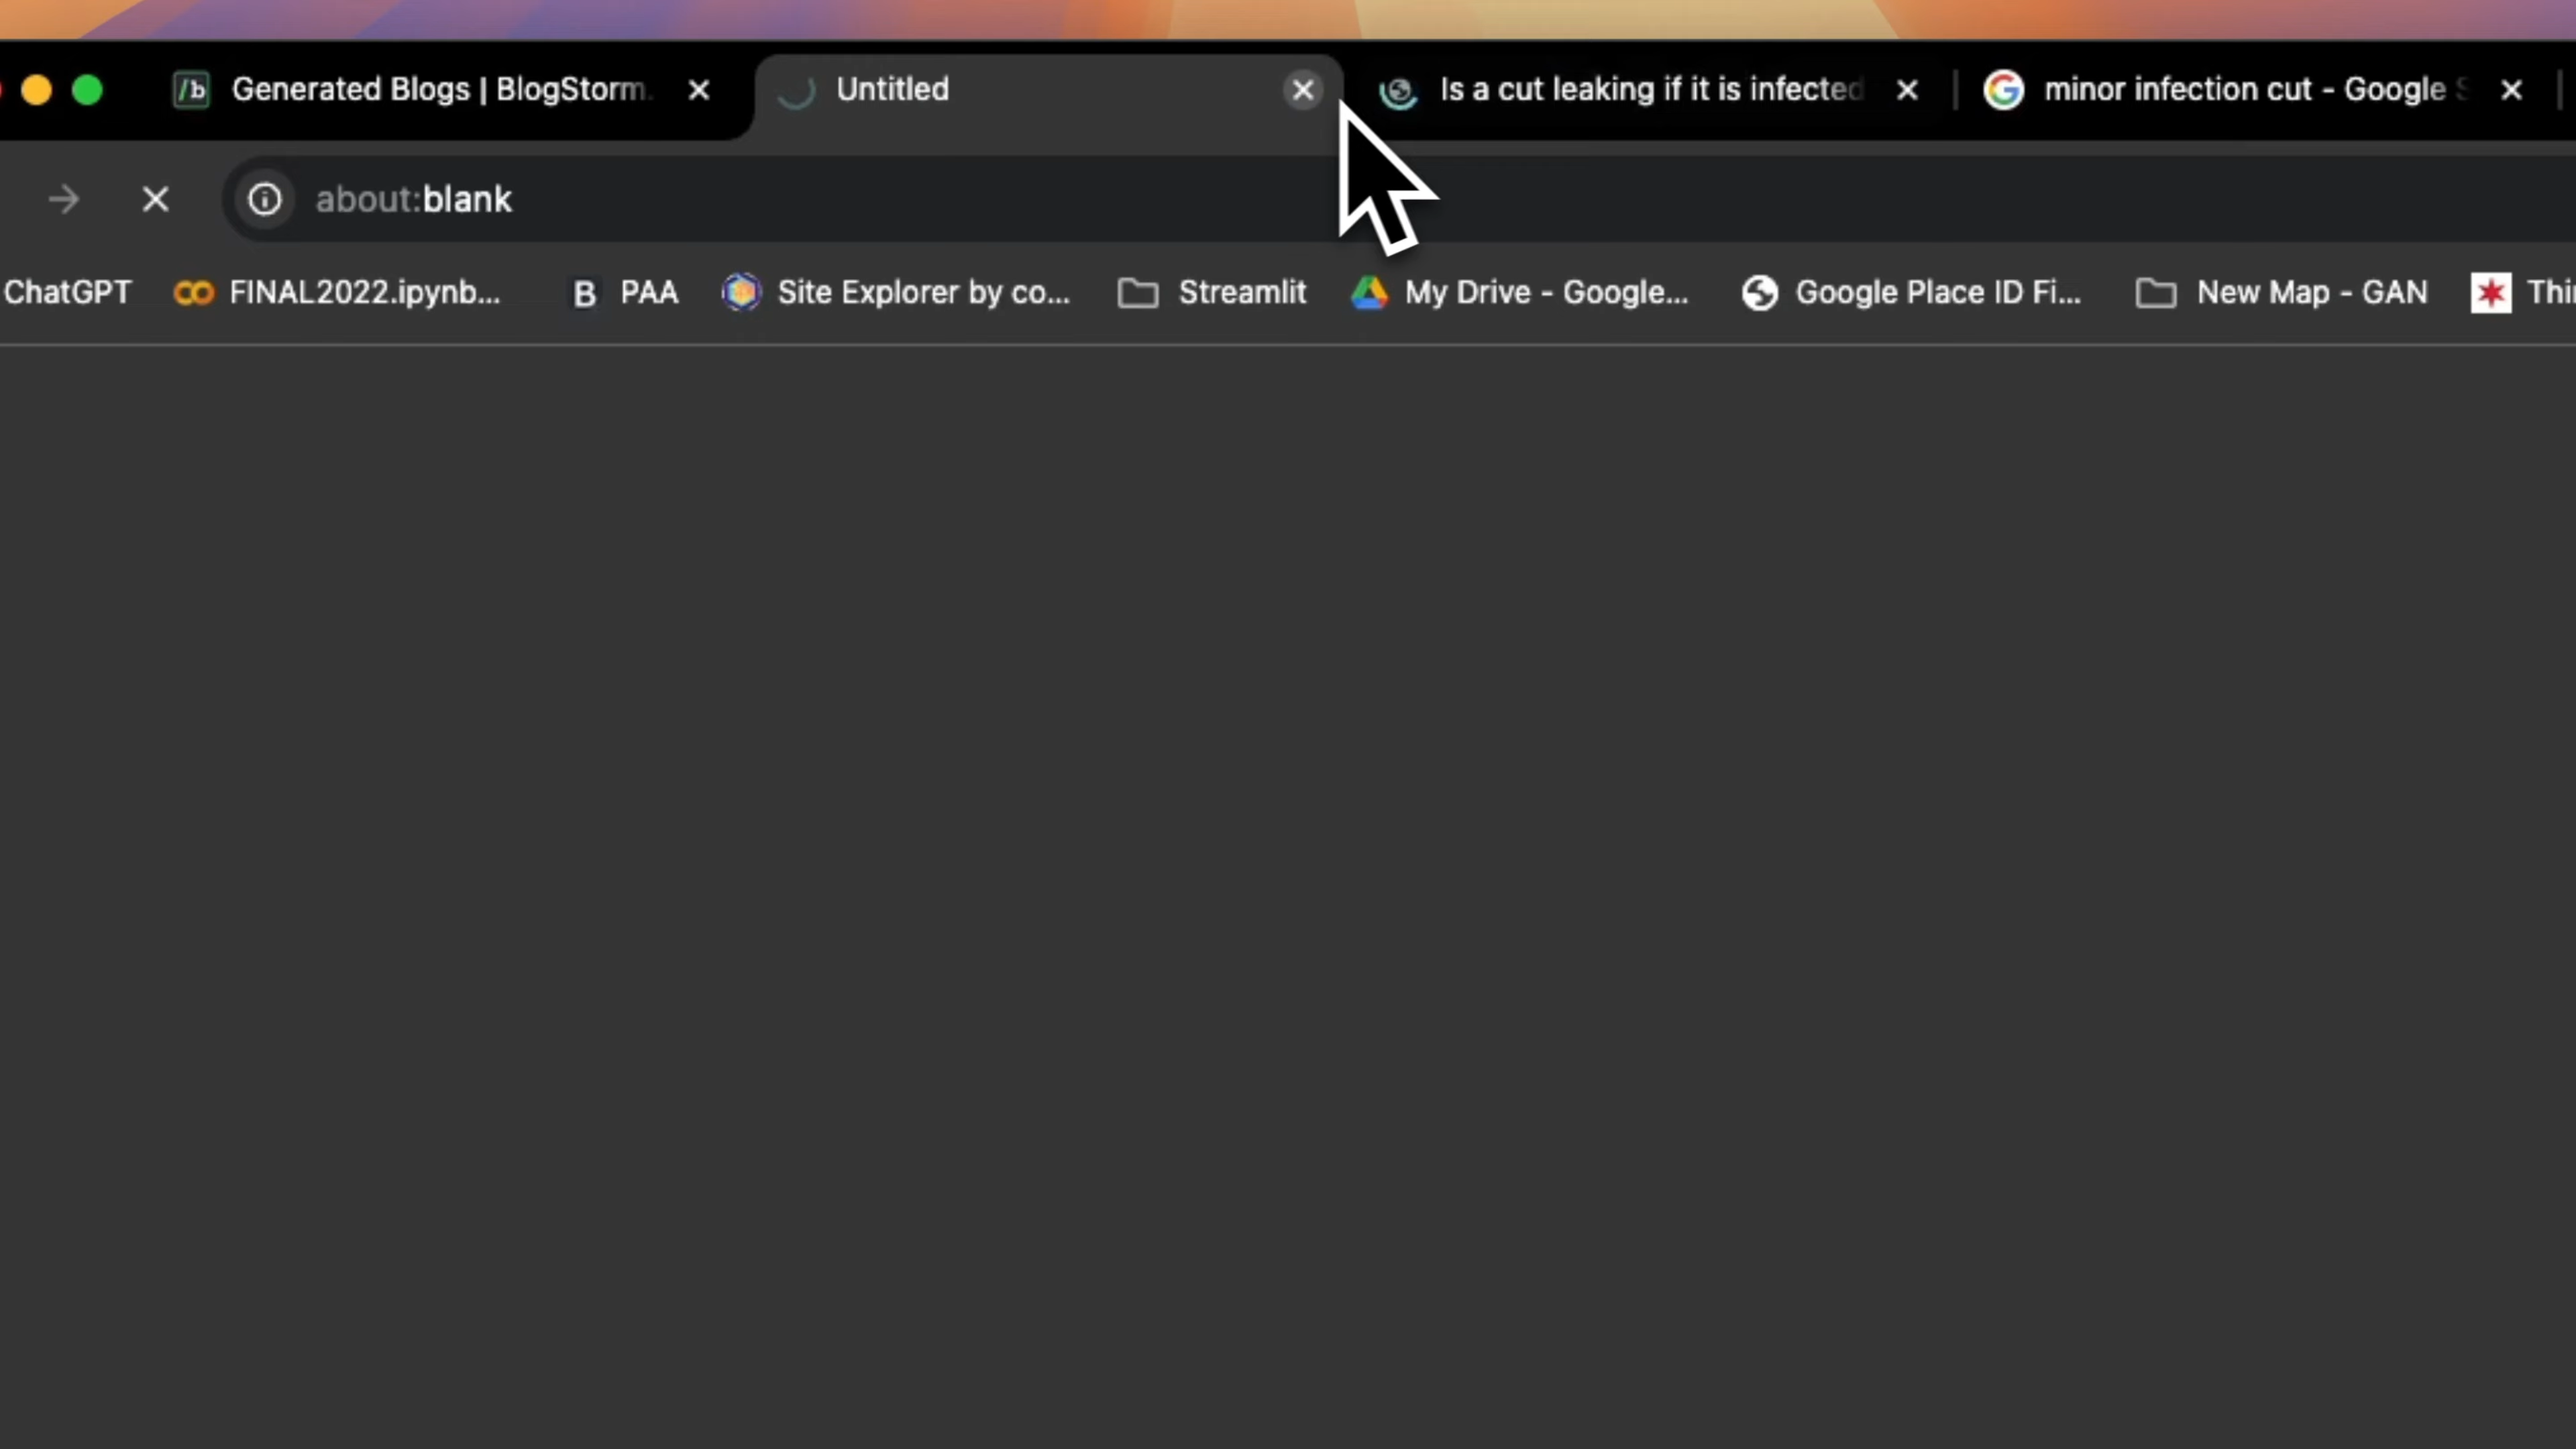 /b Generated Blogs | BlogStorm.
Untitled
Is a cut leaking if it is infected
minor infection cut - Google S
about:blank
ChatGPT
FINAL2022.ipynb...
B PAA
Site Explorer by co...
Streamlit
My Drive - Google...
Google Place ID Fi...
New Map - GAN
Thi